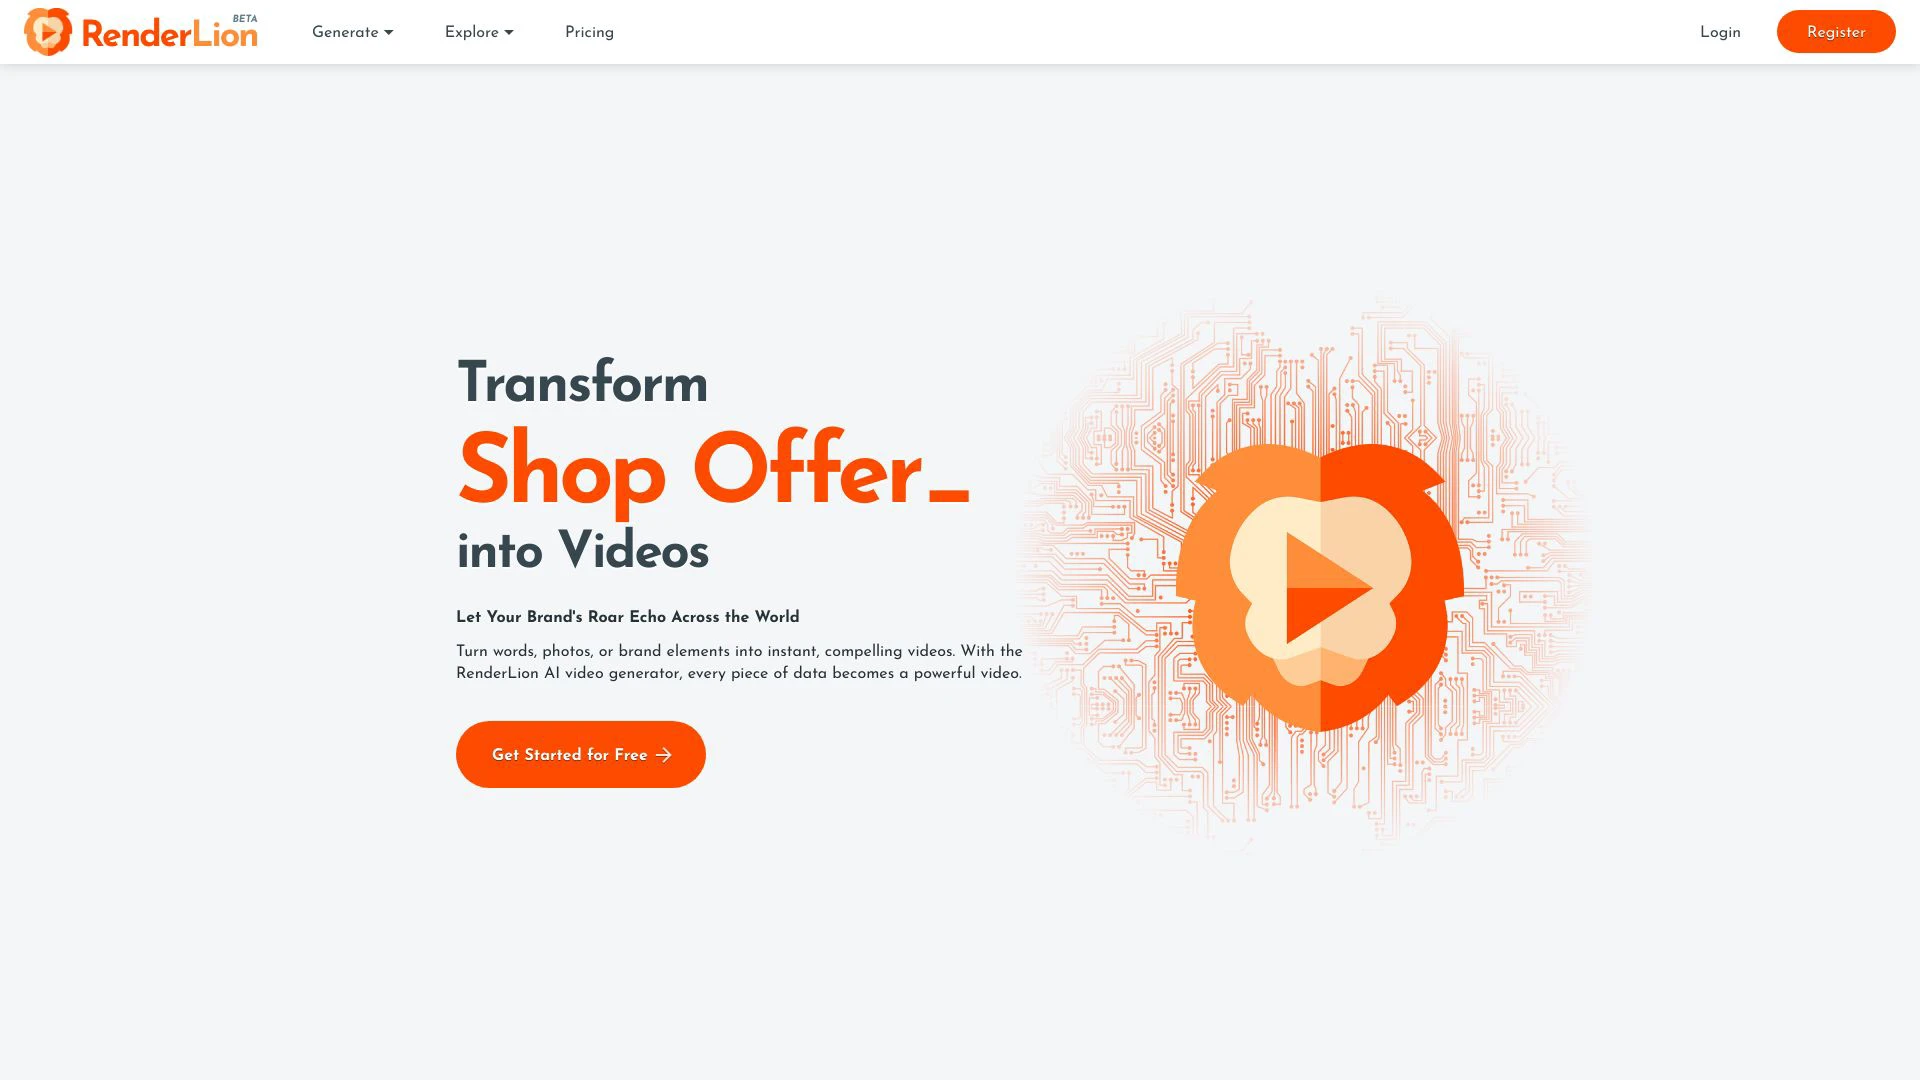 RenderLion BETA
Generate
Explore
Pricing
Login
Register
Transform
Shop Offer_
into Videos
Let Your Brand's Roar Echo Across the World
Turn words, photos, or brand elements into instant, compelling videos. With the
RenderLion AI video generator, every piece of data becomes a powerful video.
Get Started for Free →